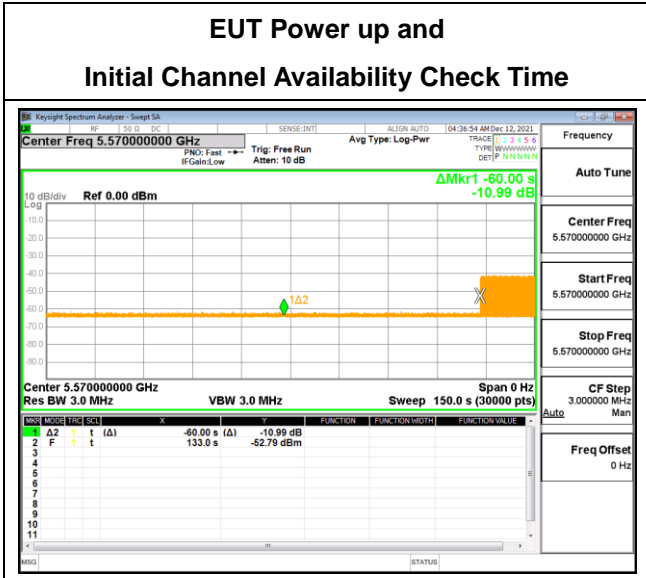 EUT Power up and
Initial Channel Availability Check Time
Keysight Spectrum Analyzer - Swept SA
RF 50 Ω DC SENSE:INT ALIGN AUTO 04:36:54 AM Dec 12, 2021
Center Freq 5.570000000 GHz
PNO: Fast
IFGain:Low
Trig: Free Run
Atten: 10 dB
Avg Type: Log-Pwr
TRACE 1 2 3 4 5 6
TYPE WWWWWW
DET P N N N N N
Frequency
Auto Tune
Center Freq
5.570000000 GHz
Start Freq
5.570000000 GHz
Stop Freq
5.570000000 GHz
CF Step
3.000000 MHz
Auto Man
Freq Offset
0 Hz
ΔMkr1 -60.00 s
-10.99 dB
10 dB/div Ref 0.00 dBm
Log
-10.0
-20.0
-30.0
-40.0
-50.0
-60.0
-70.0
-80.0
-90.0
1Δ2
X
Center 5.570000000 GHz Span 0 Hz
Res BW 3.0 MHz VBW 3.0 MHz Sweep 150.0 s (30000 pts)
MKR MODE TRC SCL X Y FUNCTION FUNCTION WIDTH FUNCTION VALUE
1 Δ2 1 t (Δ) -60.00 s (Δ) -10.99 dB
2 F 1 t 133.0 s -52.79 dBm
3
4
5
6
7
8
9
10
11
MSG STATUS